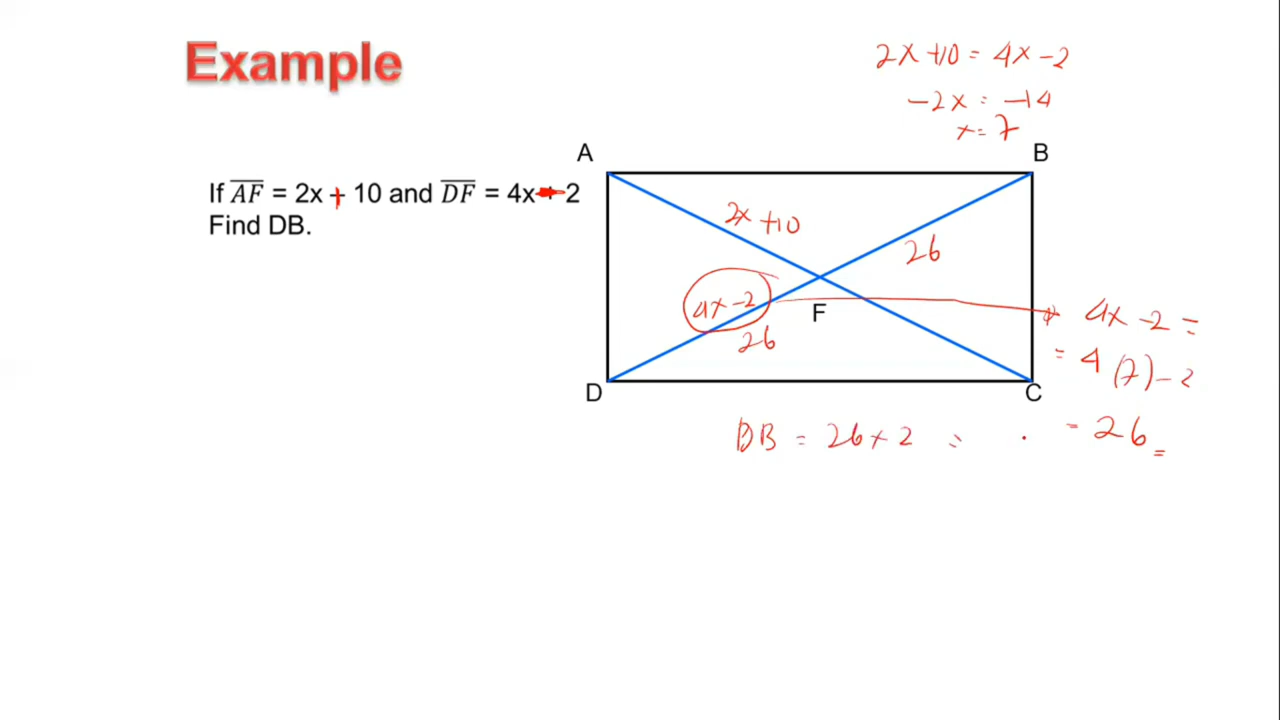 Example
2x+10 = 4x-2
-2x = -14
x = 7
A
B
If AF = 2x + 10 and DF = 4x - 2
Find DB.
2x+10
26
4x-2
F
26
4x-2 =
= 4(7)-2
D
C
DB = 26×2 =
= 26